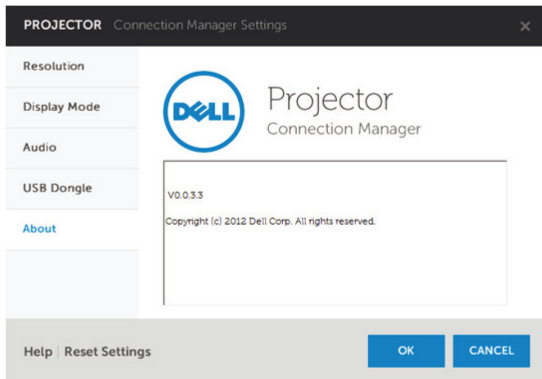 PROJECTOR Connection Manager Settings ×
Resolution
Display Mode
Audio
USB Dongle
About
DELL
Projector
Connection Manager
V0.0.3.3
Copyright (c) 2012 Dell Corp. All rights reserved.
Help | Reset Settings
OK
CANCEL